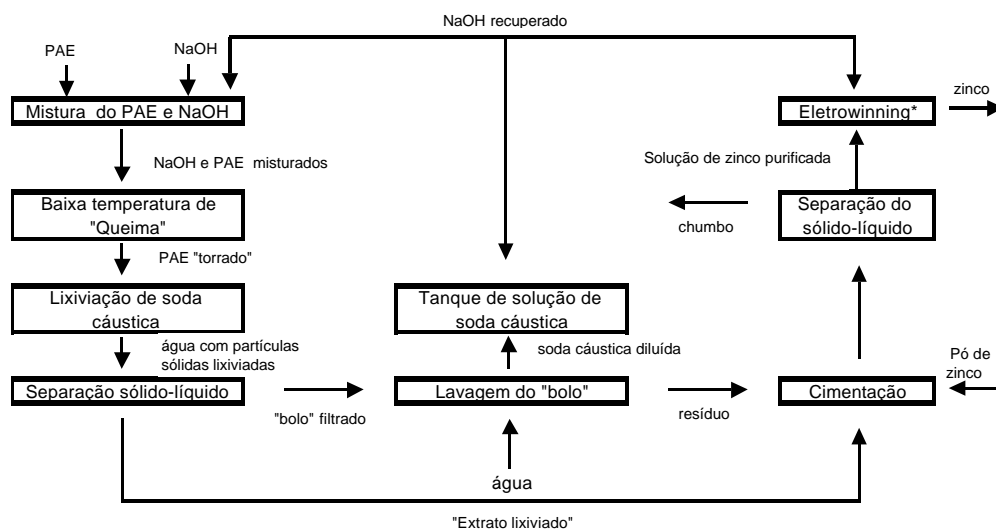 NaOH recuperado
PAE
NaOH
Mistura do PAE e NaOH
Eletrowinning*
zinco
NaOH e PAE misturados
Solução de zinco purificada
Baixa temperatura de
"Queima"
chumbo
Separação do
sólido-líquido
PAE "torrado"
Lixiviação de soda
cáustica
Tanque de solução de
soda cáustica
água com partículas
sólidas lixiviadas
soda cáustica diluída
Pó de
zinco
Separação sólido-líquido
"bolo" filtrado
Lavagem do "bolo"
resíduo
Cimentação
água
"Extrato lixiviado"